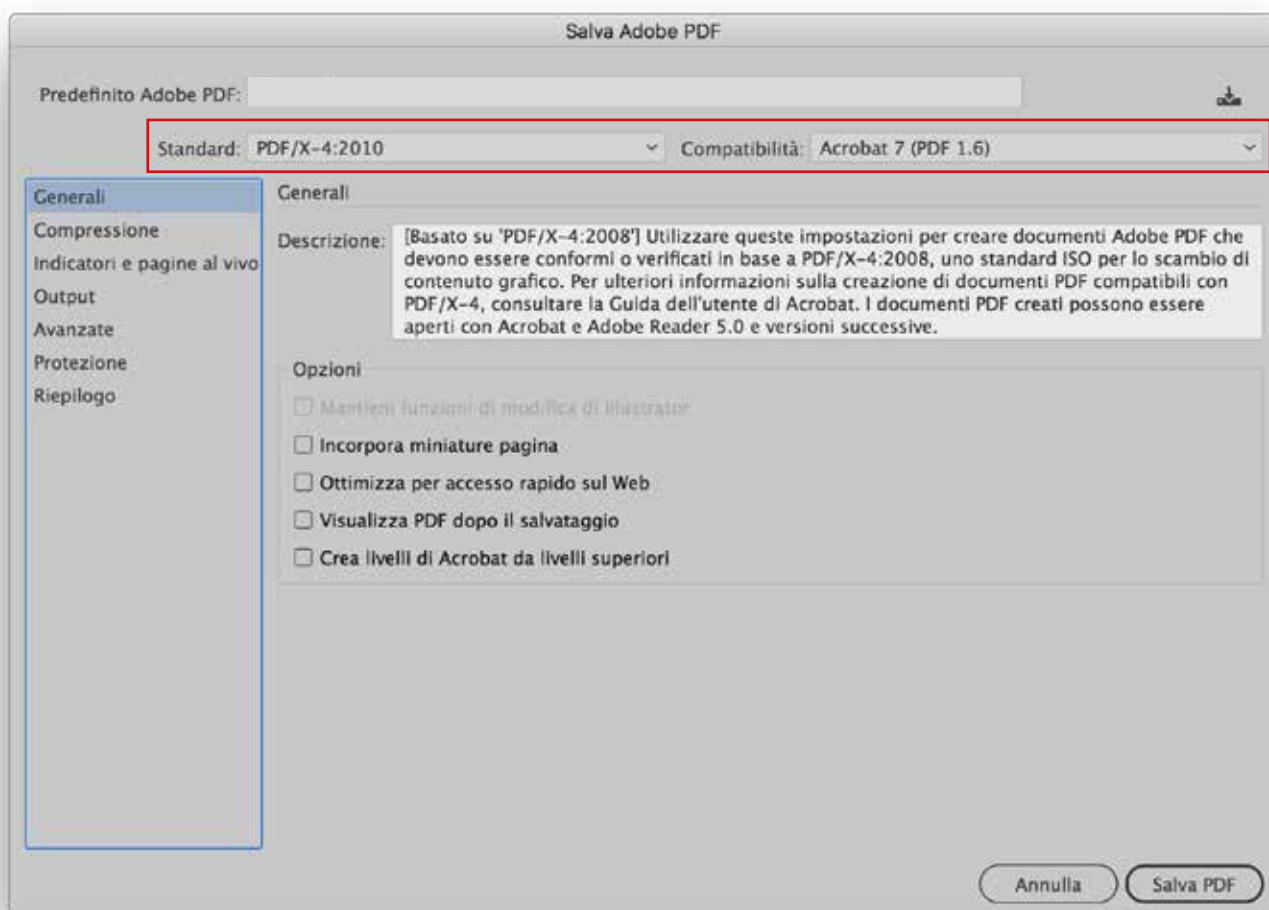 Salva Adobe PDF
Predefinito Adobe PDF:
Standard: PDF/X-4:2010 Compatibilità: Acrobat 7 (PDF 1.6)
Generali
Compressione
Indicatori e pagine al vivo
Output
Avanzate
Protezione
Riepilogo
Generali
Descrizione: [Basato su 'PDF/X-4:2008'] Utilizzare queste impostazioni per creare documenti Adobe PDF che
devono essere conformi o verificati in base a PDF/X-4:2008, uno standard ISO per lo scambio di
contenuto grafico. Per ulteriori informazioni sulla creazione di documenti PDF compatibili con
PDF/X-4, consultare la Guida dell'utente di Acrobat. I documenti PDF creati possono essere
aperti con Acrobat e Adobe Reader 5.0 e versioni successive.
Opzioni
Mantieni funzioni di modifica di Illustrator
Incorpora miniature pagina
Ottimizza per accesso rapido sul Web
Visualizza PDF dopo il salvataggio
Crea livelli di Acrobat da livelli superiori
Annulla Salva PDF